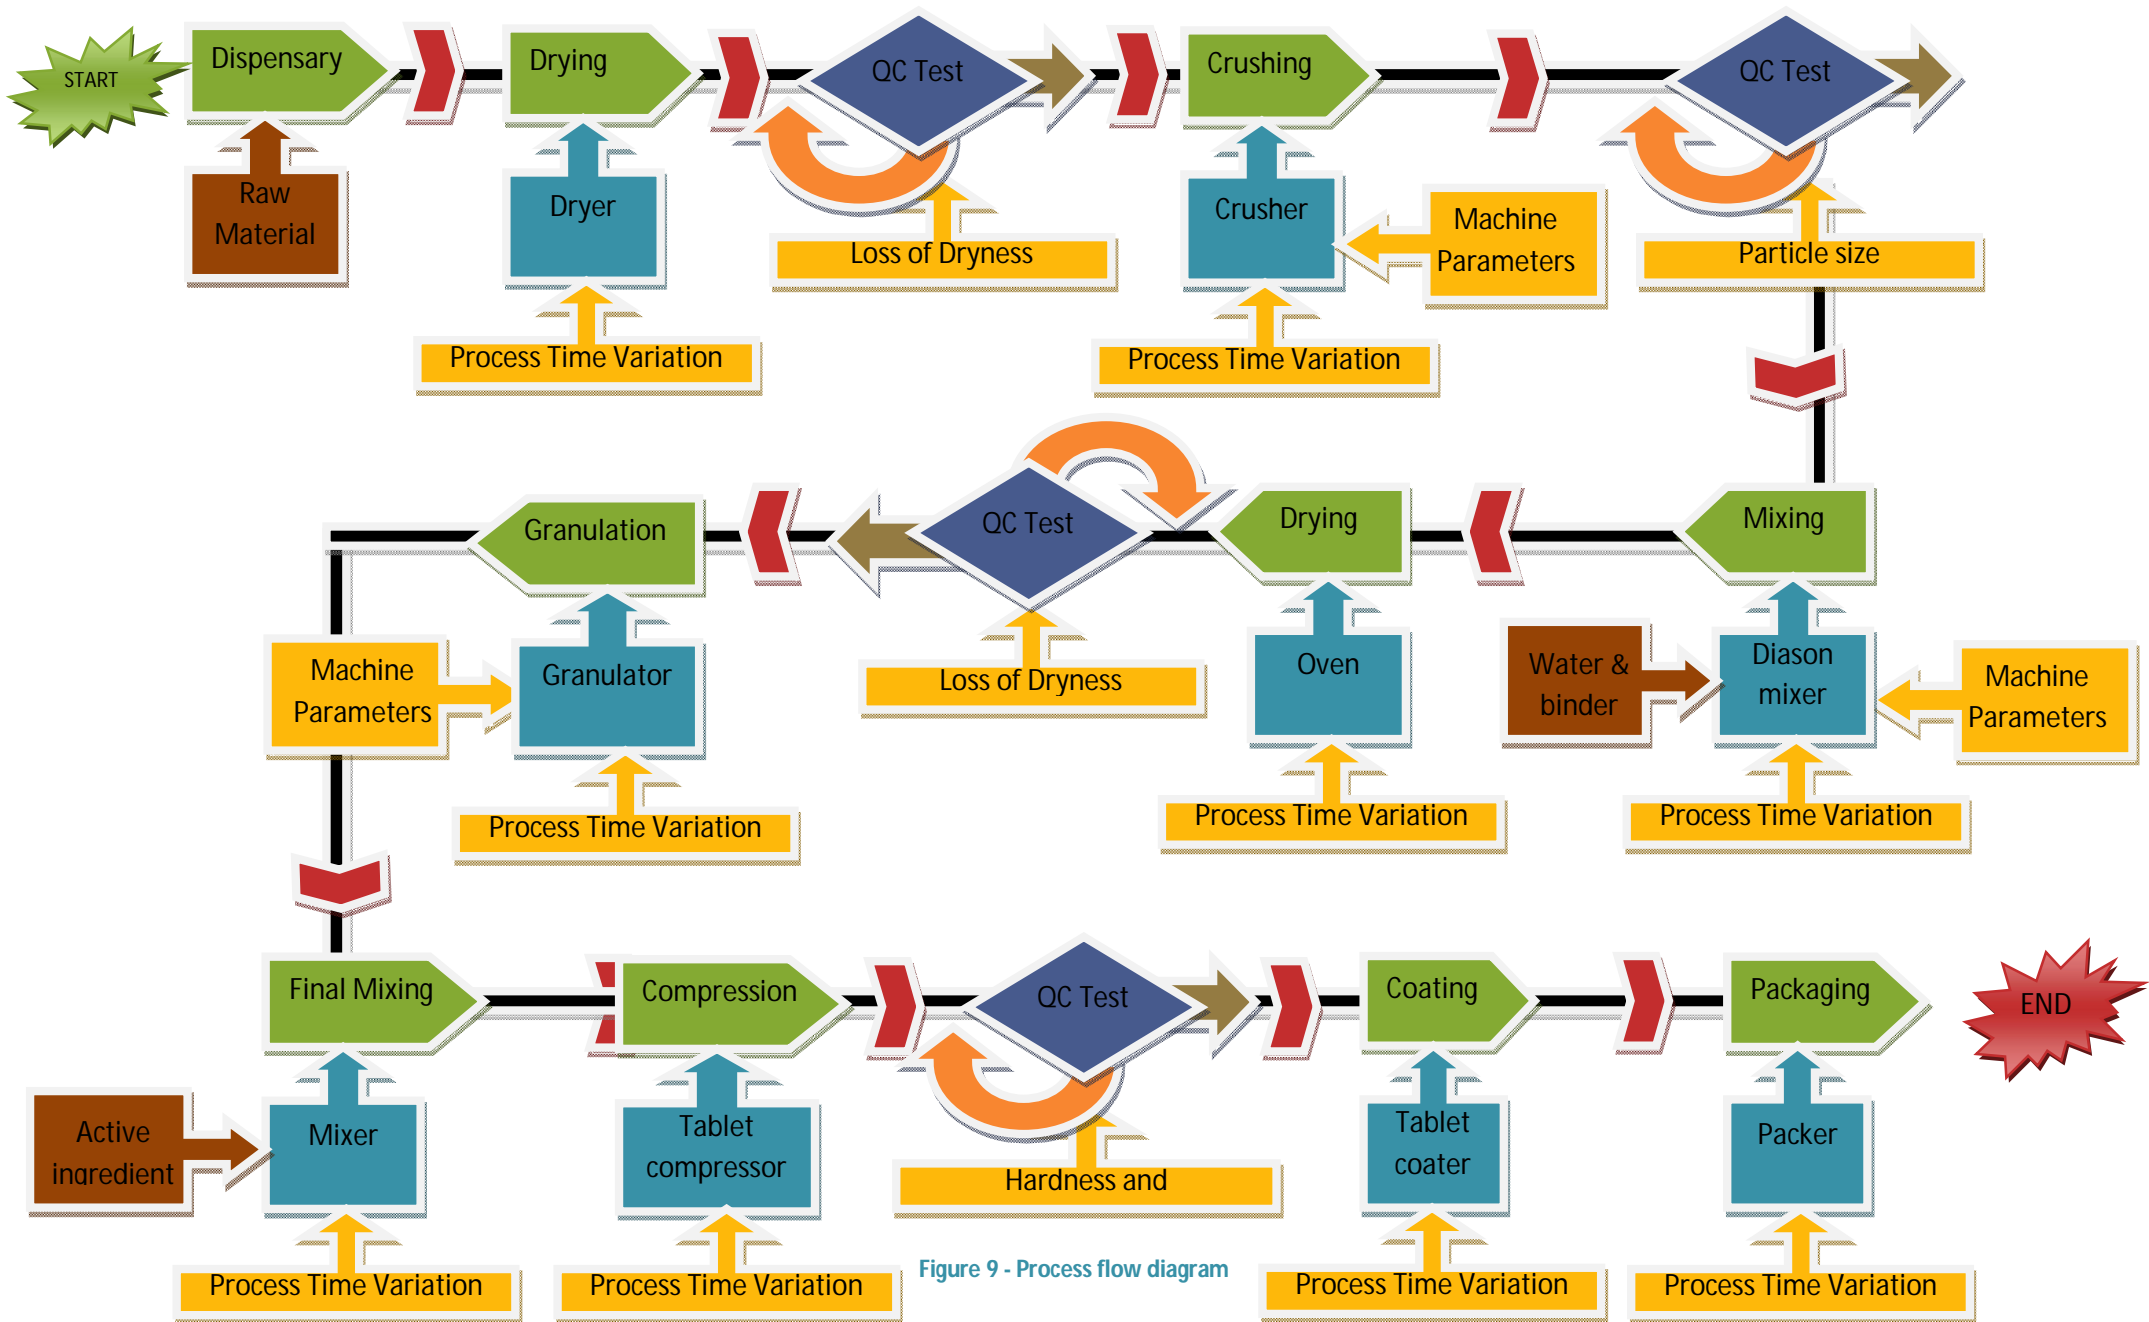 START
Dispensary
Drying
QC Test
Crushing
QC Test
Raw
Material
Dryer
Loss of Dryness
Crusher
Machine
Parameters
Particle size
Process Time Variation
Process Time Variation
Granulation
QC Test
Drying
Mixing
Machine
Parameters
Granulator
Loss of Dryness
Oven
Water &
binder
Diason
mixer
Machine
Parameters
Process Time Variation
Process Time Variation
Process Time Variation
Final Mixing
Compression
QC Test
Coating
Packaging
END
Active
ingredient
Mixer
Tablet
compressor
Hardness and
Tablet
coater
Packer
Process Time Variation
Process Time Variation
Figure 9 - Process flow diagram
Process Time Variation
Process Time Variation